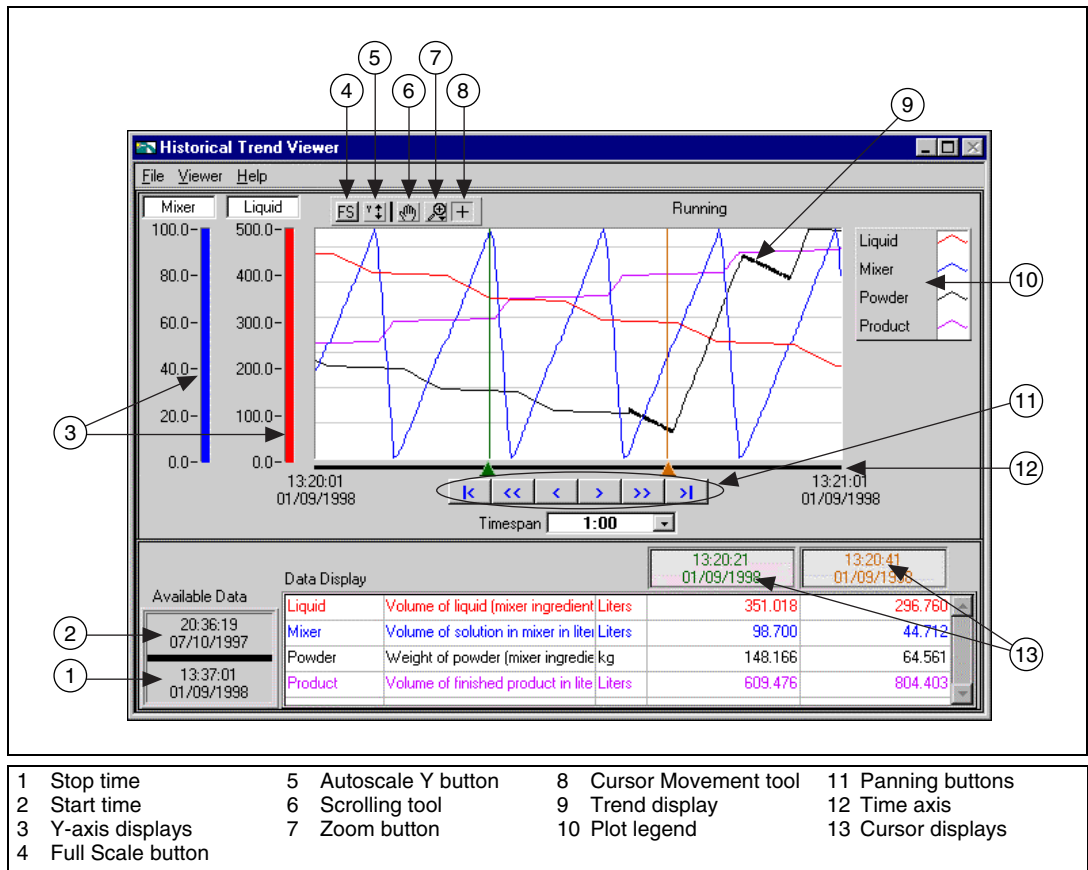 5 7
4 6 8
9
Historical Trend Viewer
File Viewer Help
Mixer Liquid FS Y Running
100.0 500.0
80.0 400.0
60.0 300.0
40.0 200.0
20.0 100.0
0.0 0.0
Liquid
Mixer
Powder
Product
10
3
11
12
13:20:01
01/09/1998
|< << < > >> >|
13:21:01
01/09/1998
Timespan 1:00
Data Display
13:20:21
01/09/1998
13:20:41
01/09/1998
Available Data
20:36:19
07/10/1997
13:37:01
01/09/1998
2
1
13
Liquid Volume of liquid (mixer ingredient Liters 351.018 296.760
Mixer Volume of solution in mixer in lite Liters 98.700 44.712
Powder Weight of powder (mixer ingredie kg 148.166 64.561
Product Volume of finished product in lite Liters 609.476 804.403
1 Stop time
2 Start time
3 Y-axis displays
4 Full Scale button
5 Autoscale Y button
6 Scrolling tool
7 Zoom button
8 Cursor Movement tool
9 Trend display
10 Plot legend
11 Panning buttons
12 Time axis
13 Cursor displays